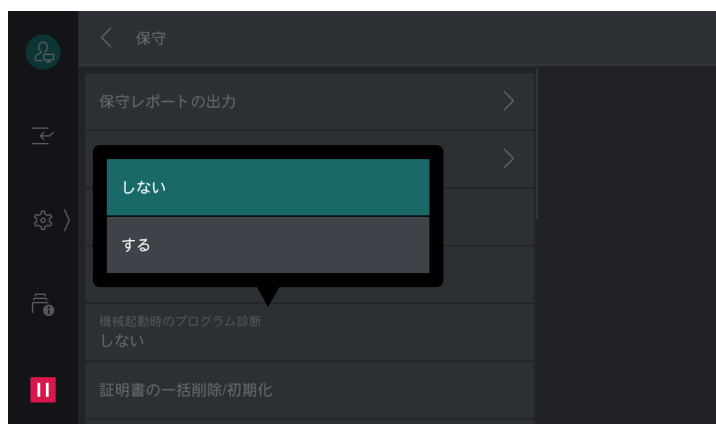 保守
保守レポートの出力
しない
する
機械起動時のプログラム診断
しない
証明書の一括削除/初期化